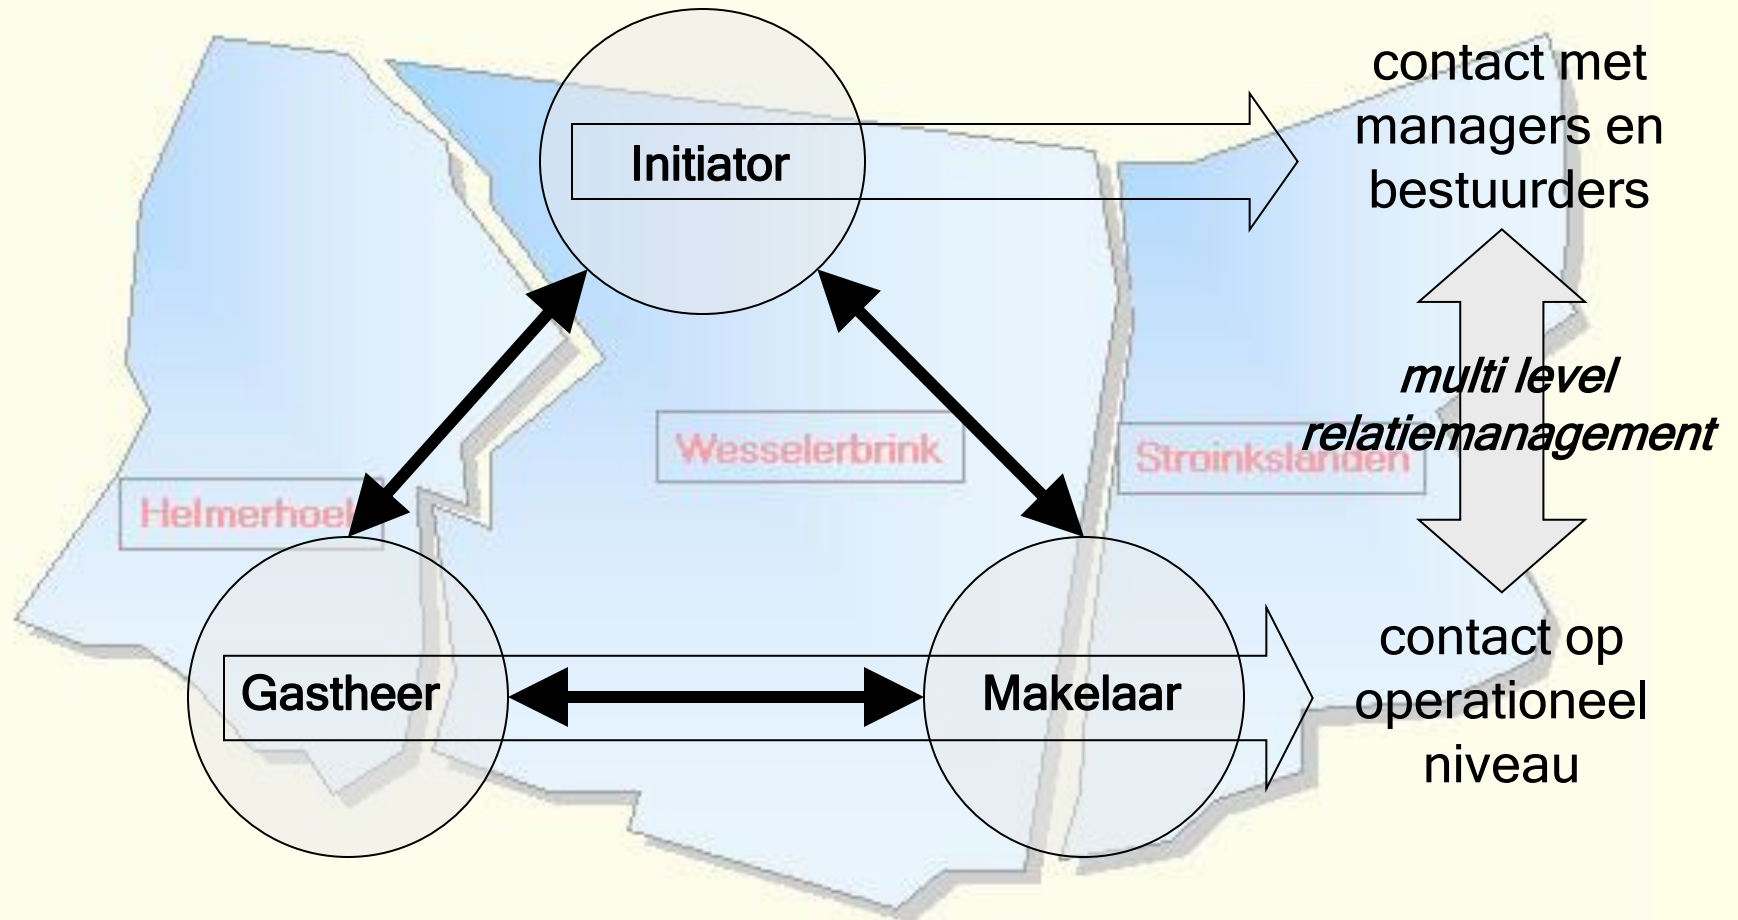 contact met
managers en
bestuurders
Initiator
multi level
relatiemanagement
Wesselerbrink
Stroinkslanden
Helmerhoek
Gastheer
Makelaar
contact op
operationeel
niveau